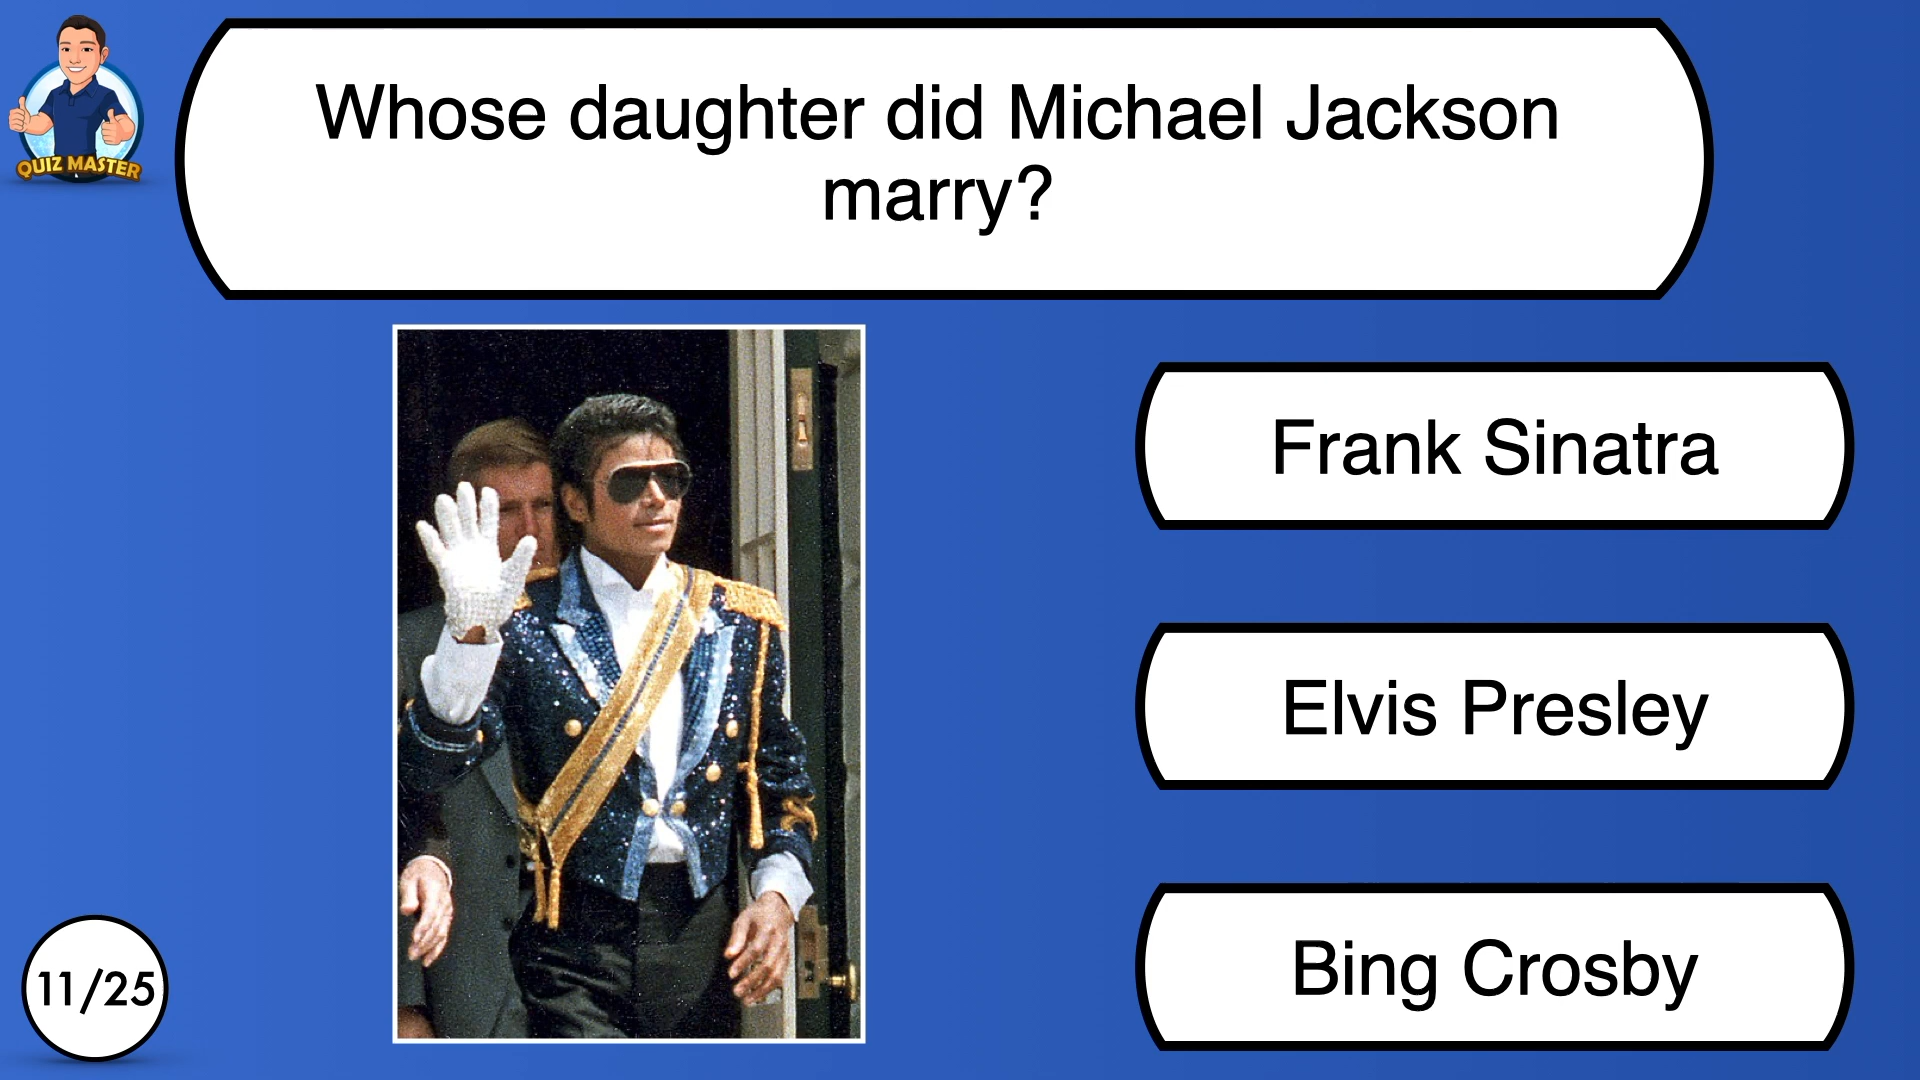 QUIZ MASTER
Whose daughter did Michael Jackson
marry?
Frank Sinatra
Elvis Presley
Bing Crosby
11/25